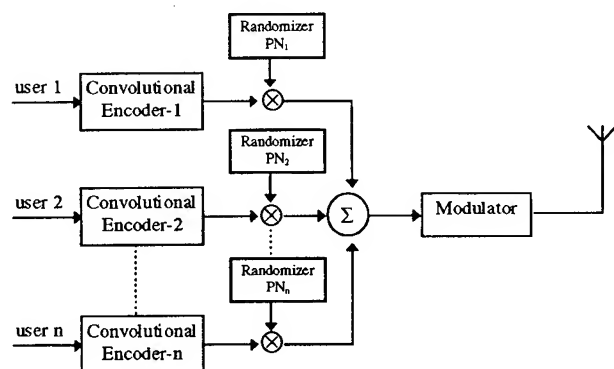 Randomizer
PN₁
user 1
Convolutional
Encoder-1
Randomizer
PN₂
user 2
Convolutional
Encoder-2
Σ
Modulator
Randomizer
PNₙ
user n
Convolutional
Encoder-n